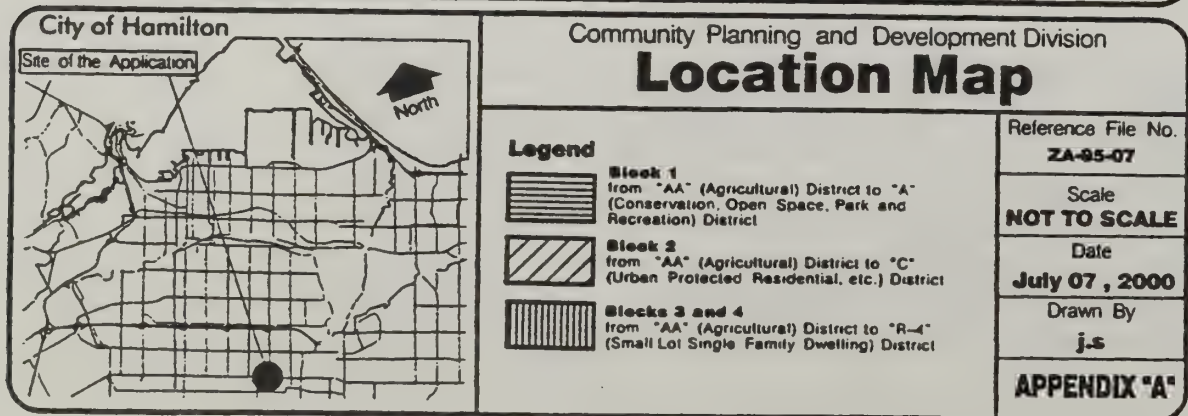 City of Hamilton
Site of the Application
North
Community Planning and Development Division
Location Map
Legend
Block 1
from "AA" (Agricultural) District to "A"
(Conservation, Open Space, Park and
Recreation) District
Block 2
from "AA" (Agricultural) District to "C"
(Urban Protected Residential, etc.) District
Blocks 3 and 4
from "AA" (Agricultural) District to "R-4"
(Small Lot Single Family Dwelling) District
Reference File No.
ZA-95-07
Scale
NOT TO SCALE
Date
July 07 , 2000
Drawn By
j.s
APPENDIX "A"